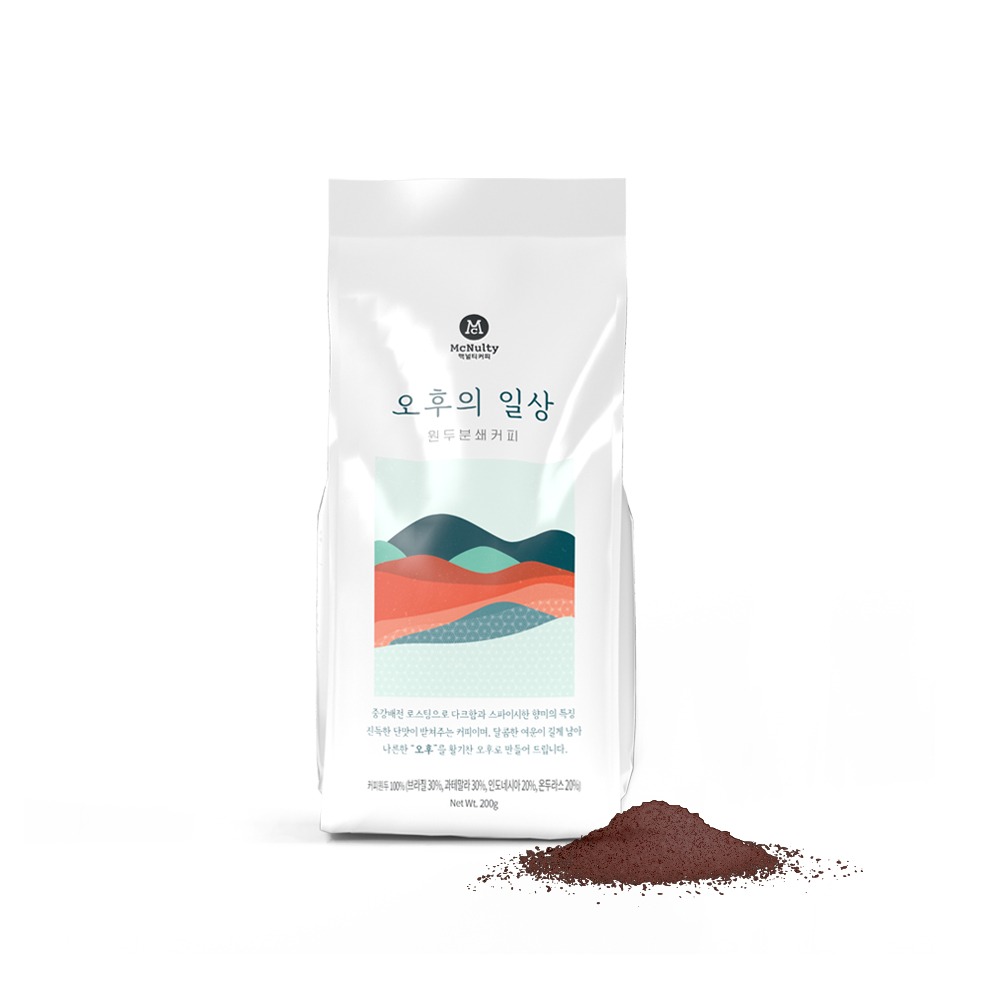 Mc
McNulty
맥널티커피
오후의 일상
원두분쇄커피
중강배전 로스팅으로 다크함과 스파이시한 향미의 특징
진득한 단맛이 받쳐주는 커피이며, 달콤한 여운이 길게 남아
나른한 "오후"를 활기찬 오후로 만들어 드립니다.
커피원두 100% (브라질 30%, 과테말라 30%, 인도네시아 20%, 온두라스 20%)
Net Wt. 200g